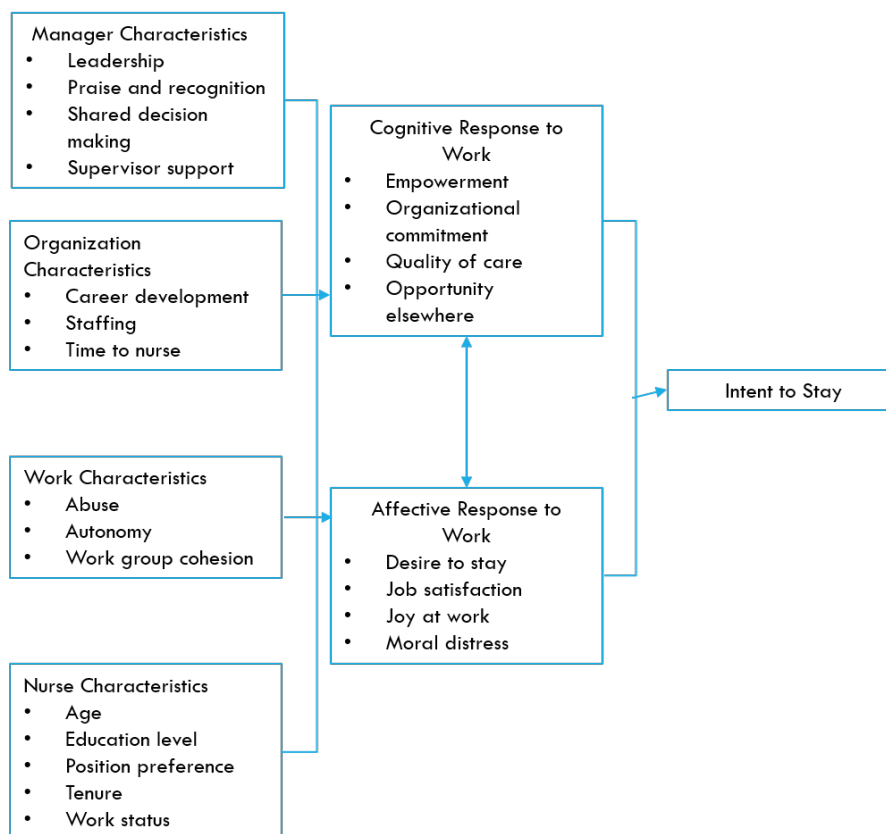 Manager Characteristics
• Leadership
• Praise and recognition
• Shared decision
making
• Supervisor support
Organization
Characteristics
• Career development
• Staffing
• Time to nurse
Work Characteristics
• Abuse
• Autonomy
• Work group cohesion
Nurse Characteristics
• Age
• Education level
• Position preference
• Tenure
• Work status
Cognitive Response to
Work
• Empowerment
• Organizational
commitment
• Quality of care
• Opportunity
elsewhere
Affective Response to
Work
• Desire to stay
• Job satisfaction
• Joy at work
• Moral distress
Intent to Stay